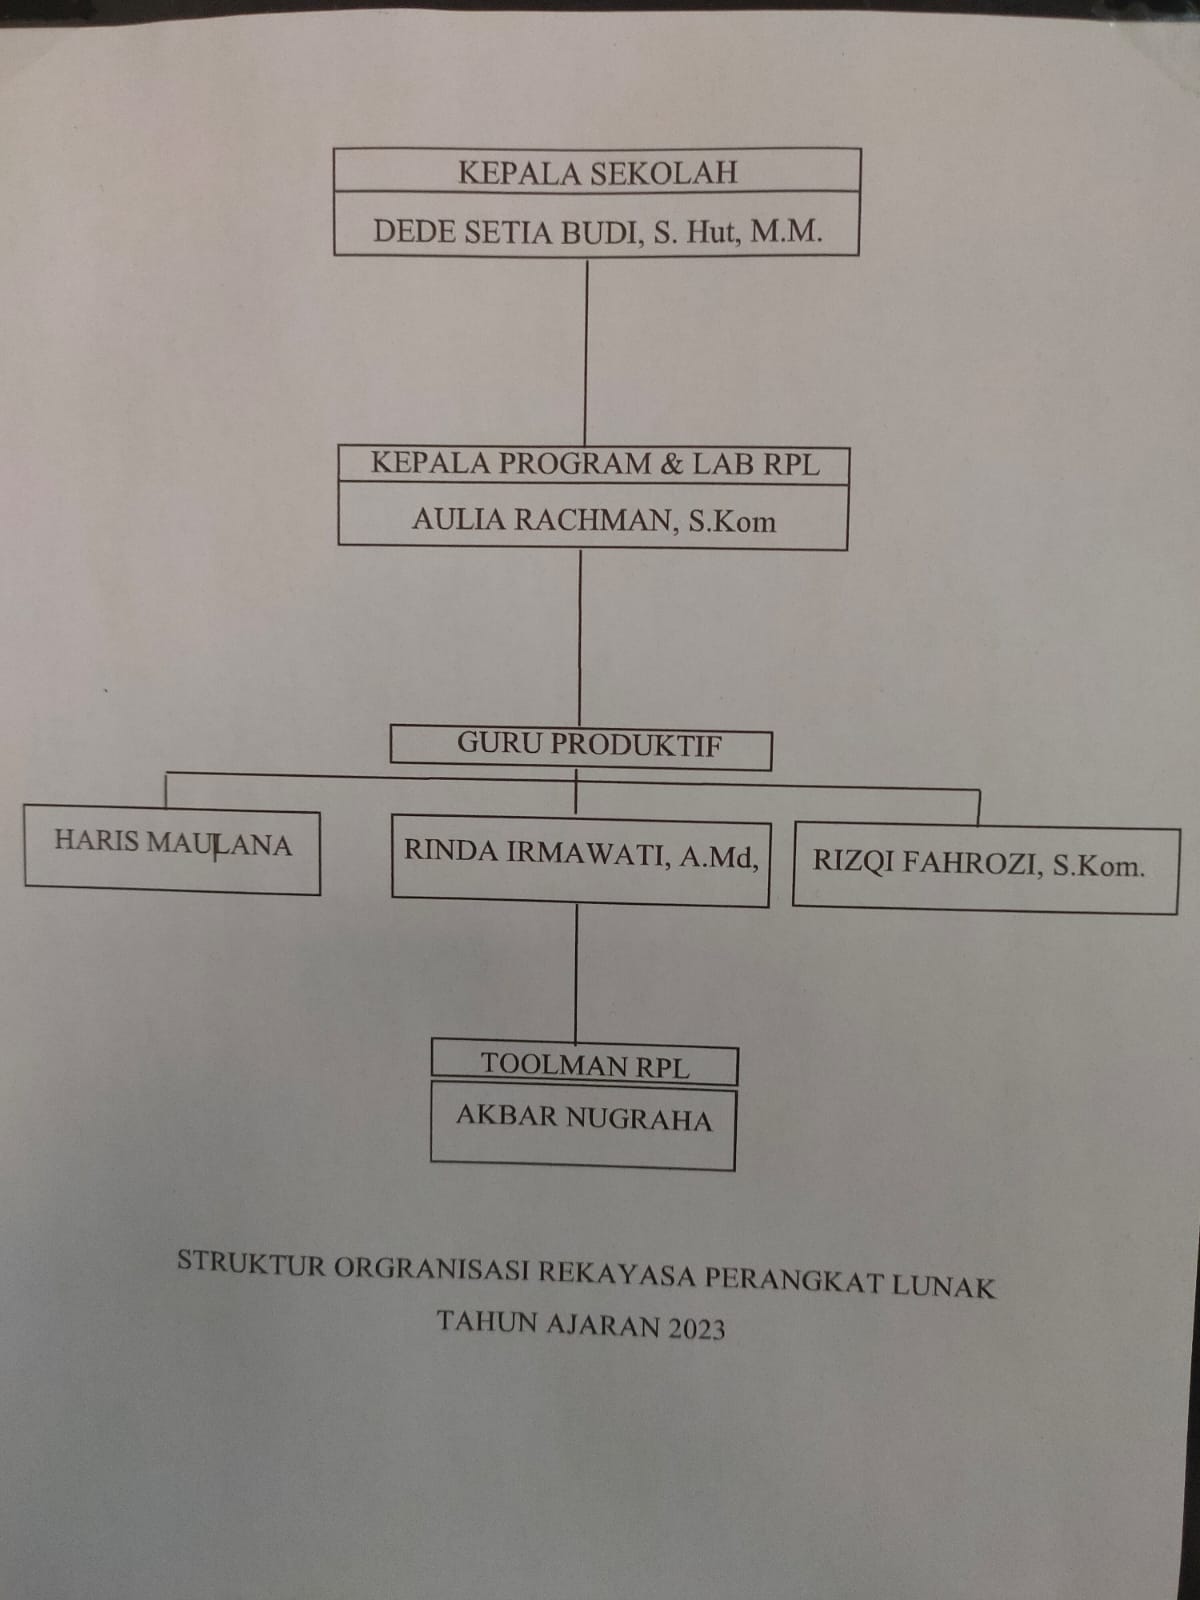 KEPALA SEKOLAH
DEDE SETIA BUDI, S. Hut, M.M.
KEPALA PROGRAM & LAB RPL
AULIA RACHMAN, S.Kom
GURU PRODUKTIF
HARIS MAULANA
RINDA IRMAWATI, A.Md,
RIZQI FAHROZI, S.Kom.
TOOLMAN RPL
AKBAR NUGRAHA
STRUKTUR ORGRANISASI REKAYASA PERANGKAT LUNAK
TAHUN AJARAN 2023